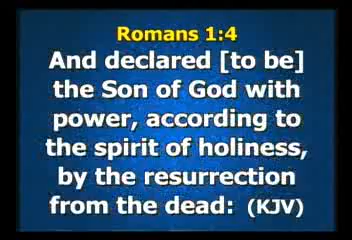 Romans 1:4
And declared [to be]
the Son of God with
power, according to
the spirit of holiness,
by the resurrection
from the dead: (KJV)